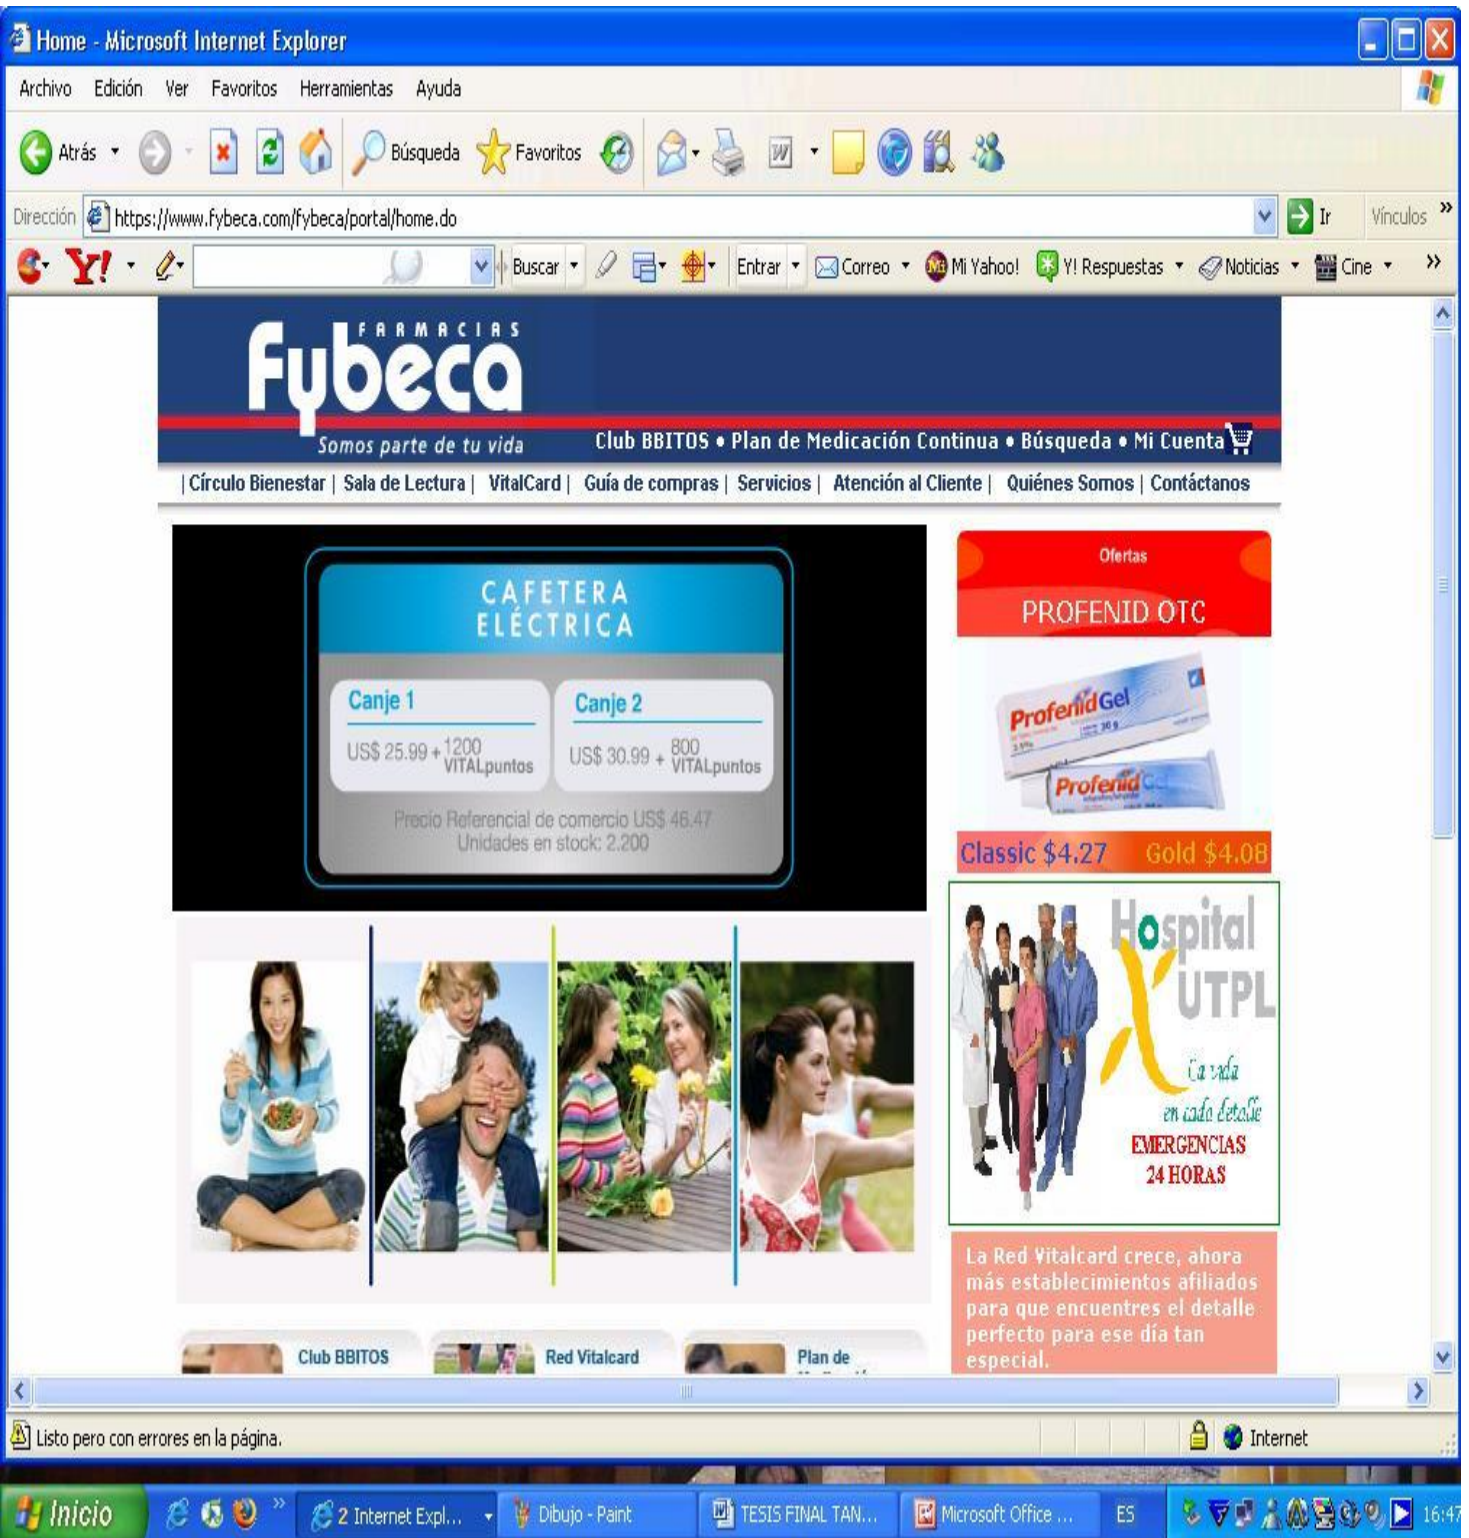 Home - Microsoft Internet Explorer
Archivo Edición Ver Favoritos Herramientas Ayuda
Atrás Búsqueda Favoritos
Dirección https://www.fybeca.com/fybeca/portal/home.do Ir Vínculos »
Y! Buscar Entrar Correo Mi Yahoo! Y! Respuestas Noticias Cine »
FARMACIAS
fybeca
Somos parte de tu vida
Club BBITOS • Plan de Medicación Continua • Búsqueda • Mi Cuenta
| Círculo Bienestar | Sala de Lectura | VitalCard | Guía de compras | Servicios | Atención al Cliente | Quiénes Somos | Contáctanos
CAFETERA
ELÉCTRICA
Canje 1
US$ 25.99 + 1200
VITALpuntos
Canje 2
US$ 30.99 + 800
VITALpuntos
Precio Referencial de comercio US$ 46.47
Unidades en stock: 2.200
Ofertas
PROFENID OTC
Profenid Gel
30 g
Profenid Gel
Classic $4.27 Gold $4.08
Hospital
UTPL
La vida
en cada detalle
EMERGENCIAS
24 HORAS
La Red Vitalcard crece, ahora
más establecimientos afiliados
para que encuentres el detalle
perfecto para ese día tan
especial.
Club BBITOS
Red Vitalcard
Plan de
Listo pero con errores en la página.
Internet
Inicio » 2 Internet Expl... Dibujo - Paint TESIS FINAL TAN... Microsoft Office ... ES 16:47